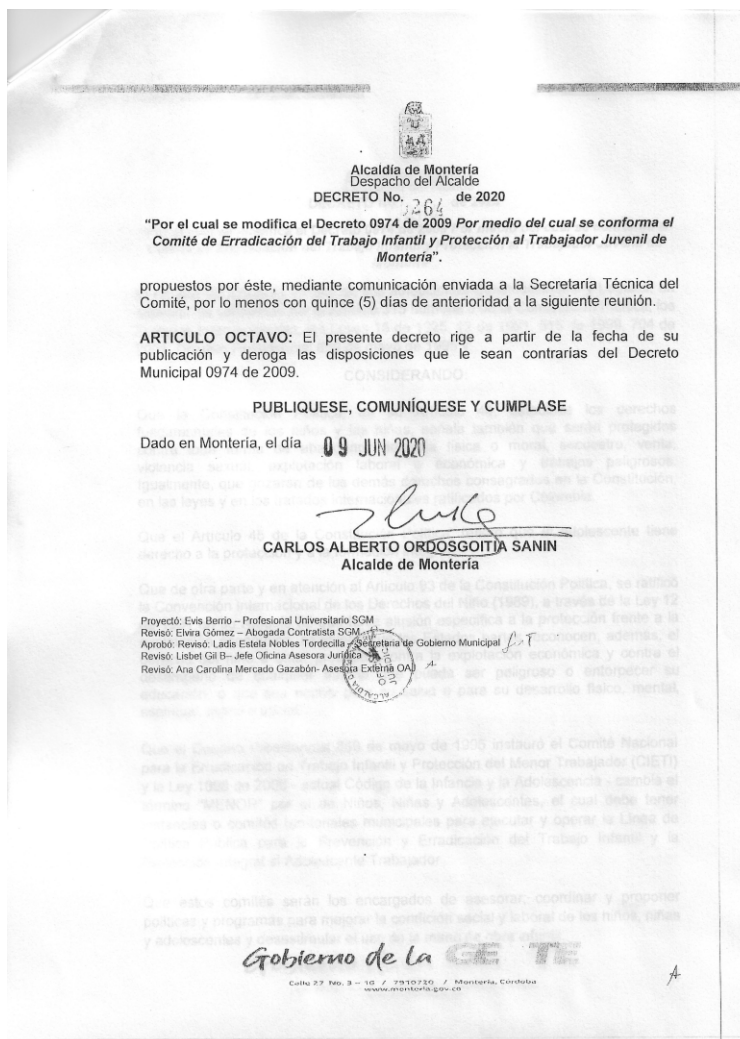 Alcaldía de Montería
Despacho del Alcalde
DECRETO No. 0264 de 2020
“Por el cual se modifica el Decreto 0974 de 2009 Por medio del cual se conforma el
Comité de Erradicación del Trabajo Infantil y Protección al Trabajador Juvenil de
Montería”.
propuestos por éste, mediante comunicación enviada a la Secretaría Técnica del
Comité, por lo menos con quince (5) días de anterioridad a la siguiente reunión.
ARTICULO OCTAVO: El presente decreto rige a partir de la fecha de su
publicación y deroga las disposiciones que le sean contrarias del Decreto
Municipal 0974 de 2009.
PUBLIQUESE, COMUNÍQUESE Y CUMPLASE
Dado en Montería, el día 09 JUN 2020
CARLOS ALBERTO ORDOSGOITIA SANIN
Alcalde de Montería
Proyectó: Evis Berrio – Profesional Universitario SGM
Revisó: Elvira Gómez – Abogada Contratista SGM
Aprobó: Revisó: Ladis Estela Nobles Tordecilla – Secretaria de Gobierno Municipal
Revisó: Lisbet Gil B– Jefe Oficina Asesora Jurídica
Revisó: Ana Carolina Mercado Gazabón- Asesora Externa OAJ
Gobierno de la GENTE
Calle 27 No. 3 – 16 / 7910730 / Montería, Córdoba
www.monteria.gov.co